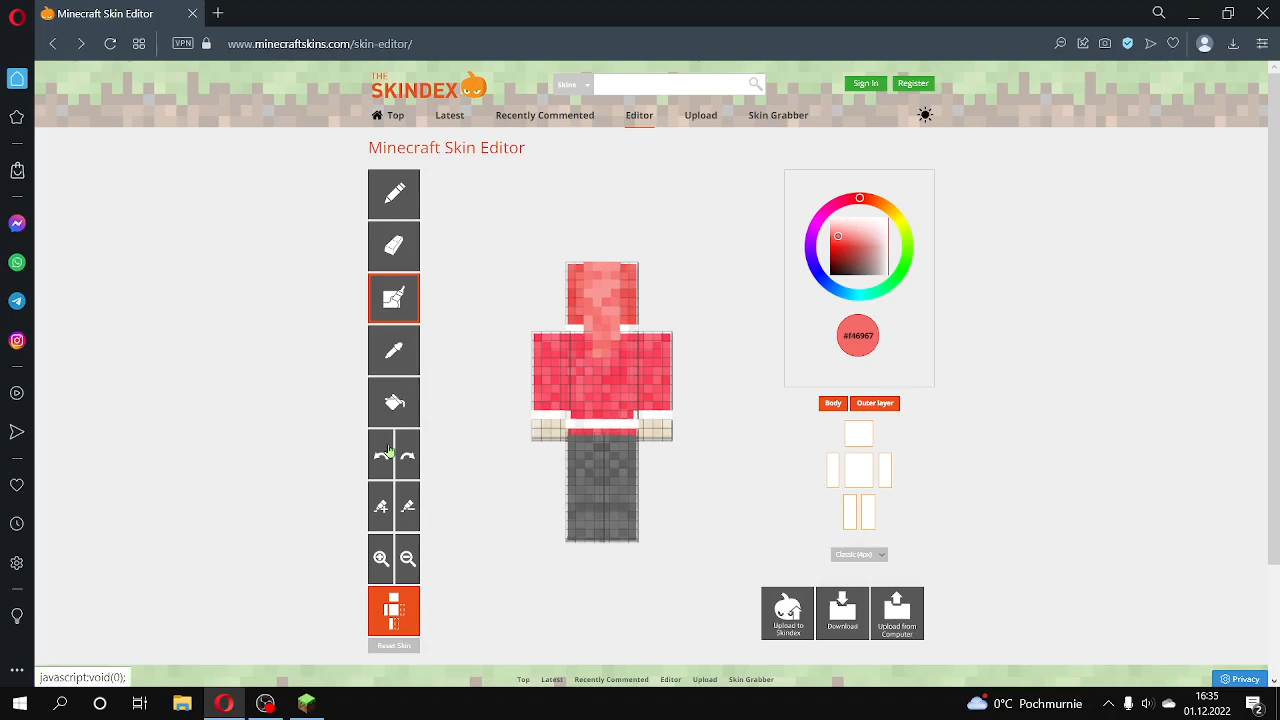 Minecraft Skin Editor
VPN
www.minecraftskins.com/skin-editor/
THE
SKINDEX
Skins
Sign In
Register
Top
Latest
Recently Commented
Editor
Upload
Skin Grabber
Minecraft Skin Editor
#f46967
Body
Outer layer
Classic (4px)
Upload to
Skindex
Download
Upload from
Computer
Reset Skin
javascript:void(0);
Top
Latest
Recently Commented
Editor
Upload
Skin Grabber
Privacy
0°C Pochmurnie
16:35
01.12.2022
2